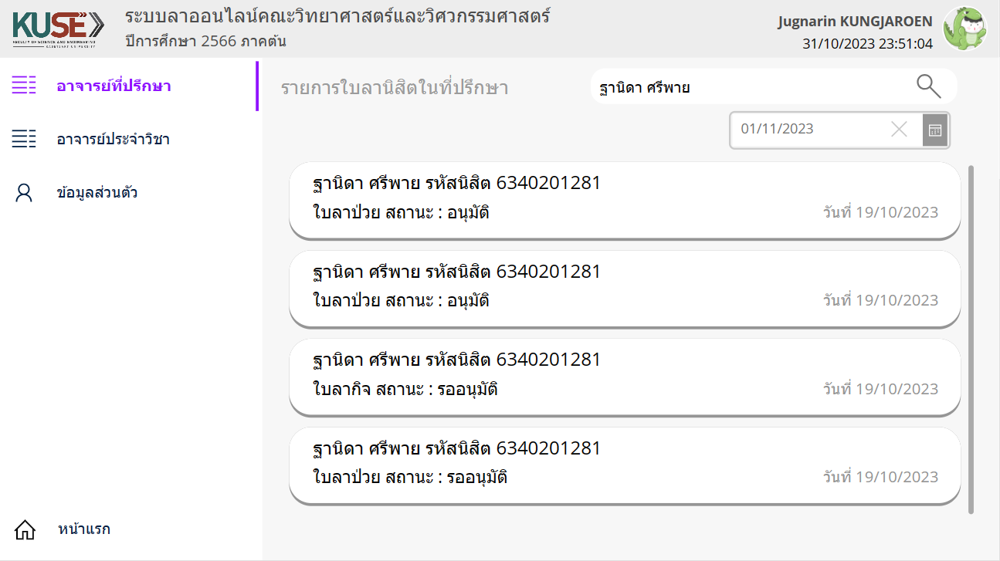 KUSE
FACULTY OF SCIENCE AND ENGINEERING
KASETSART UNIVERSITY
ระบบลาออนไลน์คณะวิทยาศาสตร์และวิศวกรรมศาสตร์
ปีการศึกษา 2566 ภาคต้น
Jugnarin KUNGJAROEN
31/10/2023 23:51:04
อาจารย์ที่ปรึกษา
อาจารย์ประจำวิชา
ข้อมูลส่วนตัว
หน้าแรก
รายการใบลานิสิตในที่ปรึกษา
ฐานิดา ศรีพาย
01/11/2023
ฐานิดา ศรีพาย รหัสนิสิต 6340201281
ใบลาป่วย สถานะ : อนุมัติ วันที่ 19/10/2023
ฐานิดา ศรีพาย รหัสนิสิต 6340201281
ใบลาป่วย สถานะ : อนุมัติ วันที่ 19/10/2023
ฐานิดา ศรีพาย รหัสนิสิต 6340201281
ใบลากิจ สถานะ : รออนุมัติ วันที่ 19/10/2023
ฐานิดา ศรีพาย รหัสนิสิต 6340201281
ใบลาป่วย สถานะ : รออนุมัติ วันที่ 19/10/2023